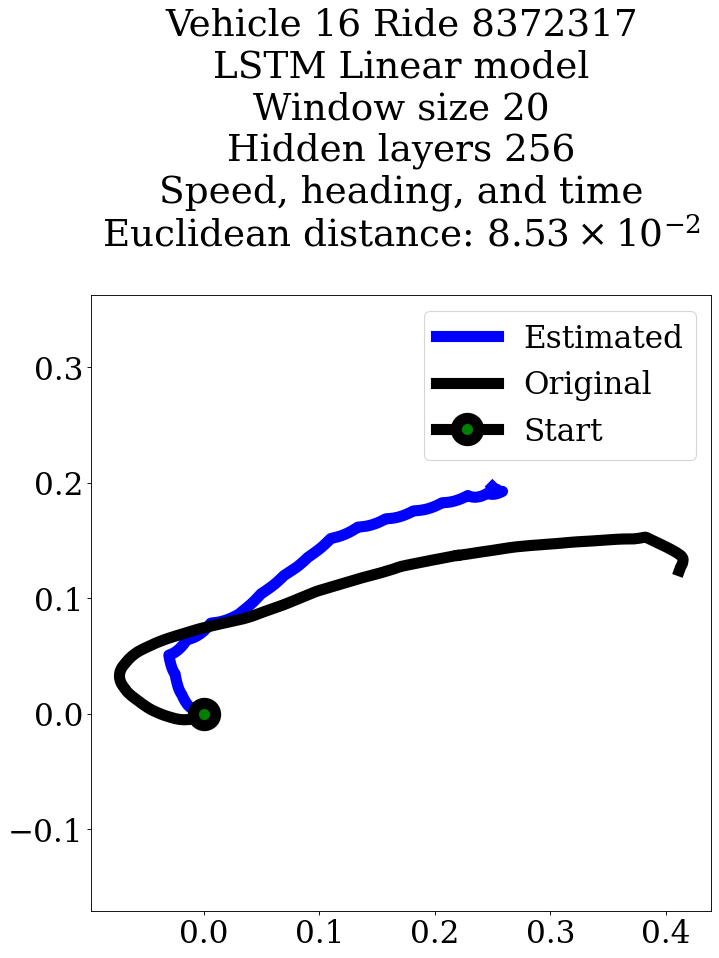 Vehicle 16 Ride 8372317
LSTM Linear model
Window size 20
Hidden layers 256
Speed, heading, and time
Euclidean distance: 8.53 × 10⁻²
Estimated
Original
Start
0.3
0.2
0.1
0.0
−0.1
0.0 0.1 0.2 0.3 0.4